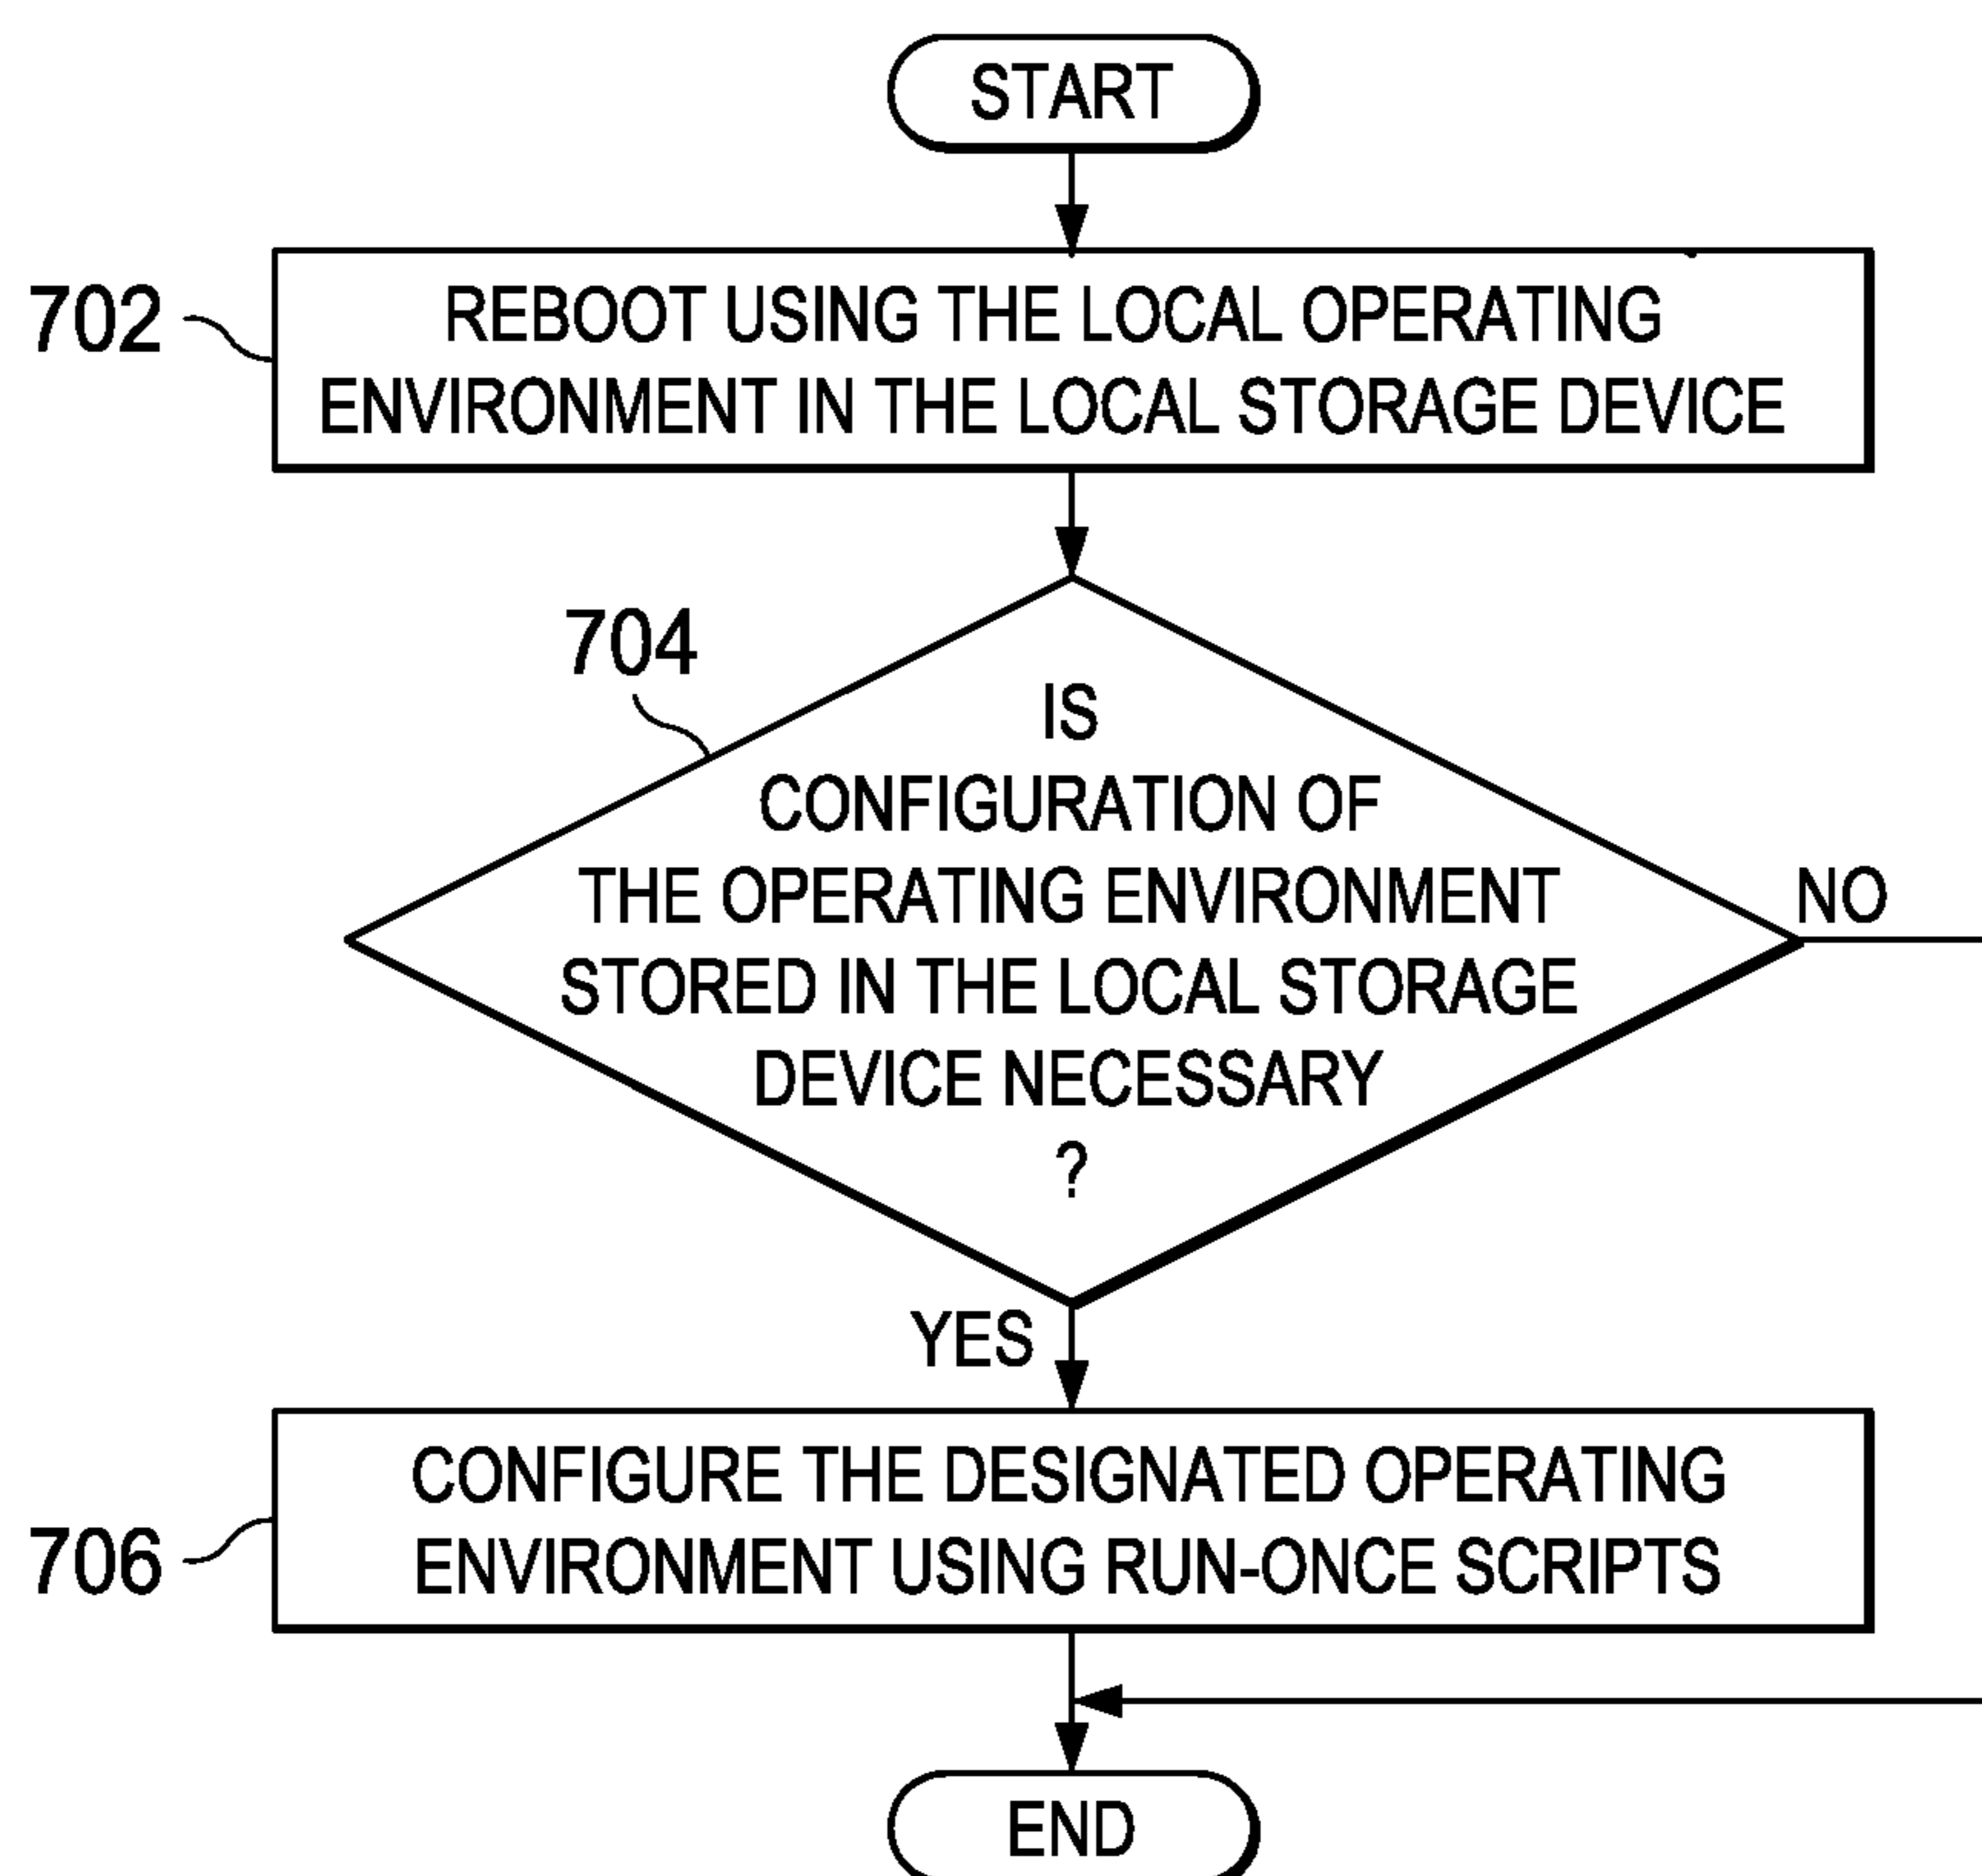 START
702
REBOOT USING THE LOCAL OPERATING
ENVIRONMENT IN THE LOCAL STORAGE DEVICE
704
IS
CONFIGURATION OF
THE OPERATING ENVIRONMENT
STORED IN THE LOCAL STORAGE
DEVICE NECESSARY
?
NO
YES
706
CONFIGURE THE DESIGNATED OPERATING
ENVIRONMENT USING RUN-ONCE SCRIPTS
END